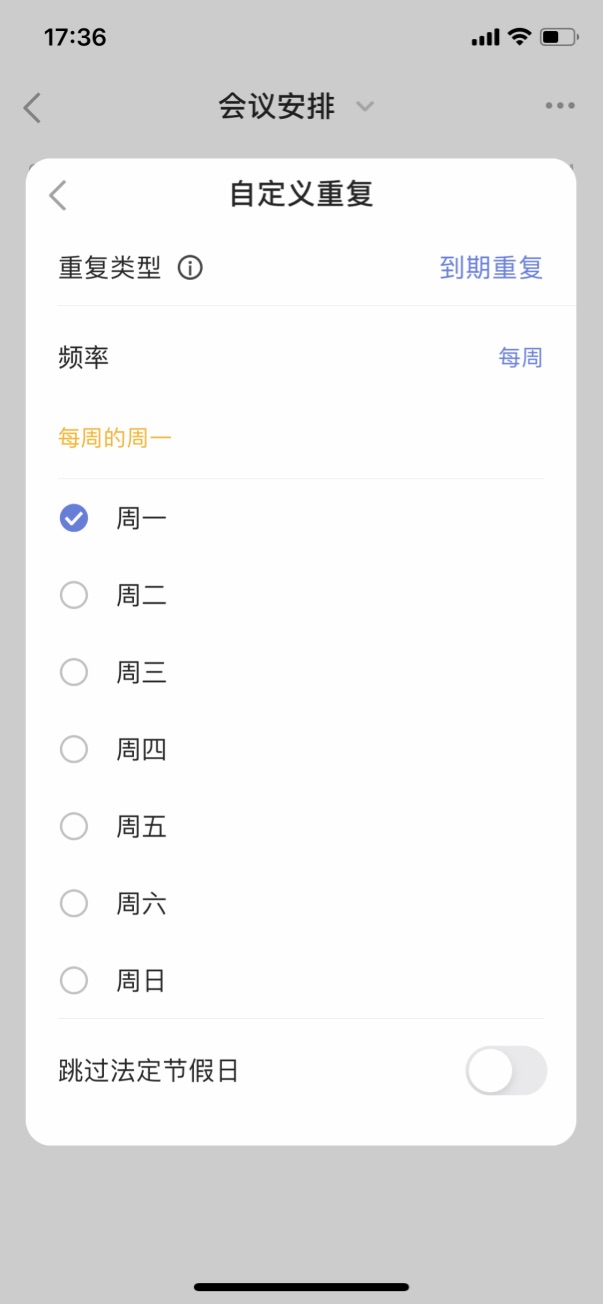 17:36
会议安排
自定义重复
重复类型
到期重复
频率
每周
每周的周一
周一
周二
周三
周四
周五
周六
周日
跳过法定节假日